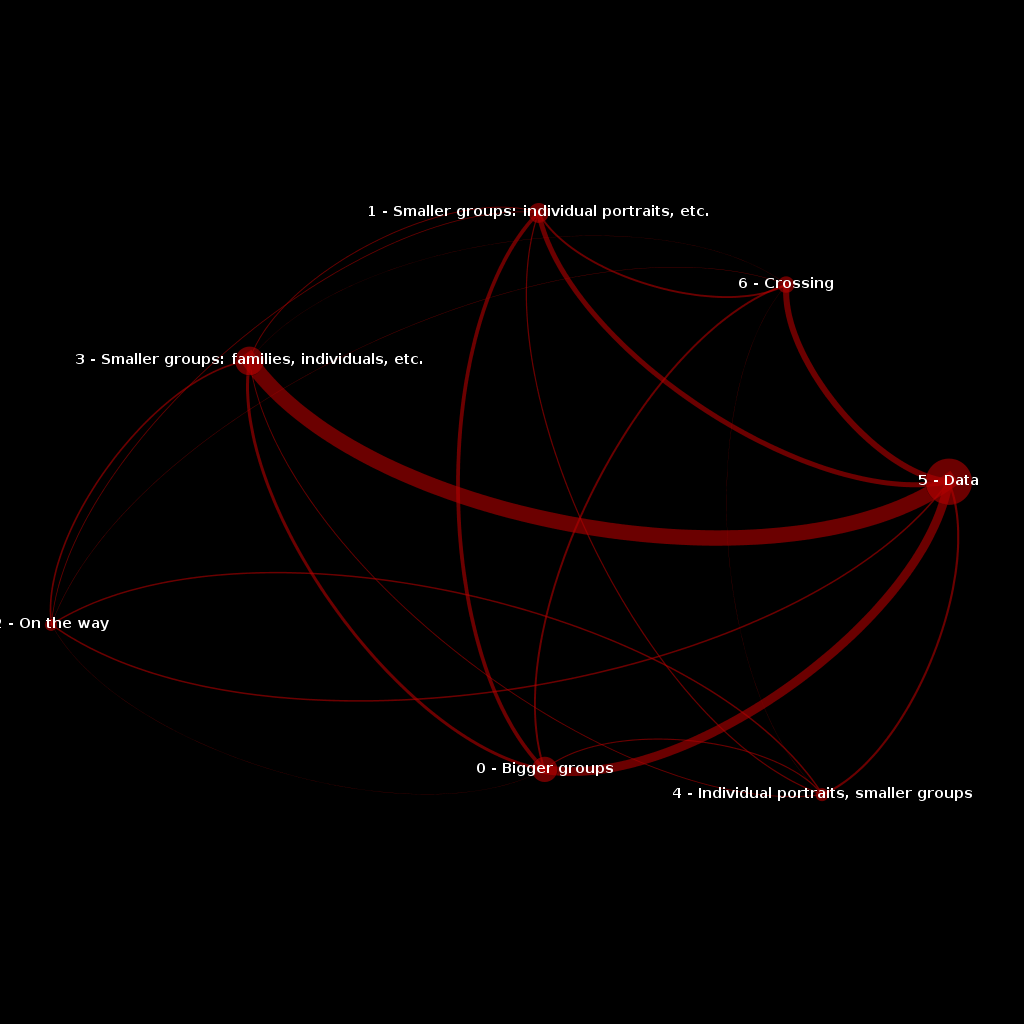 1 - Smaller groups: individual portraits, etc.
6 - Crossing
3 - Smaller groups: families, individuals, etc.
5 - Data
2 - On the way
0 - Bigger groups
4 - Individual portraits, smaller groups